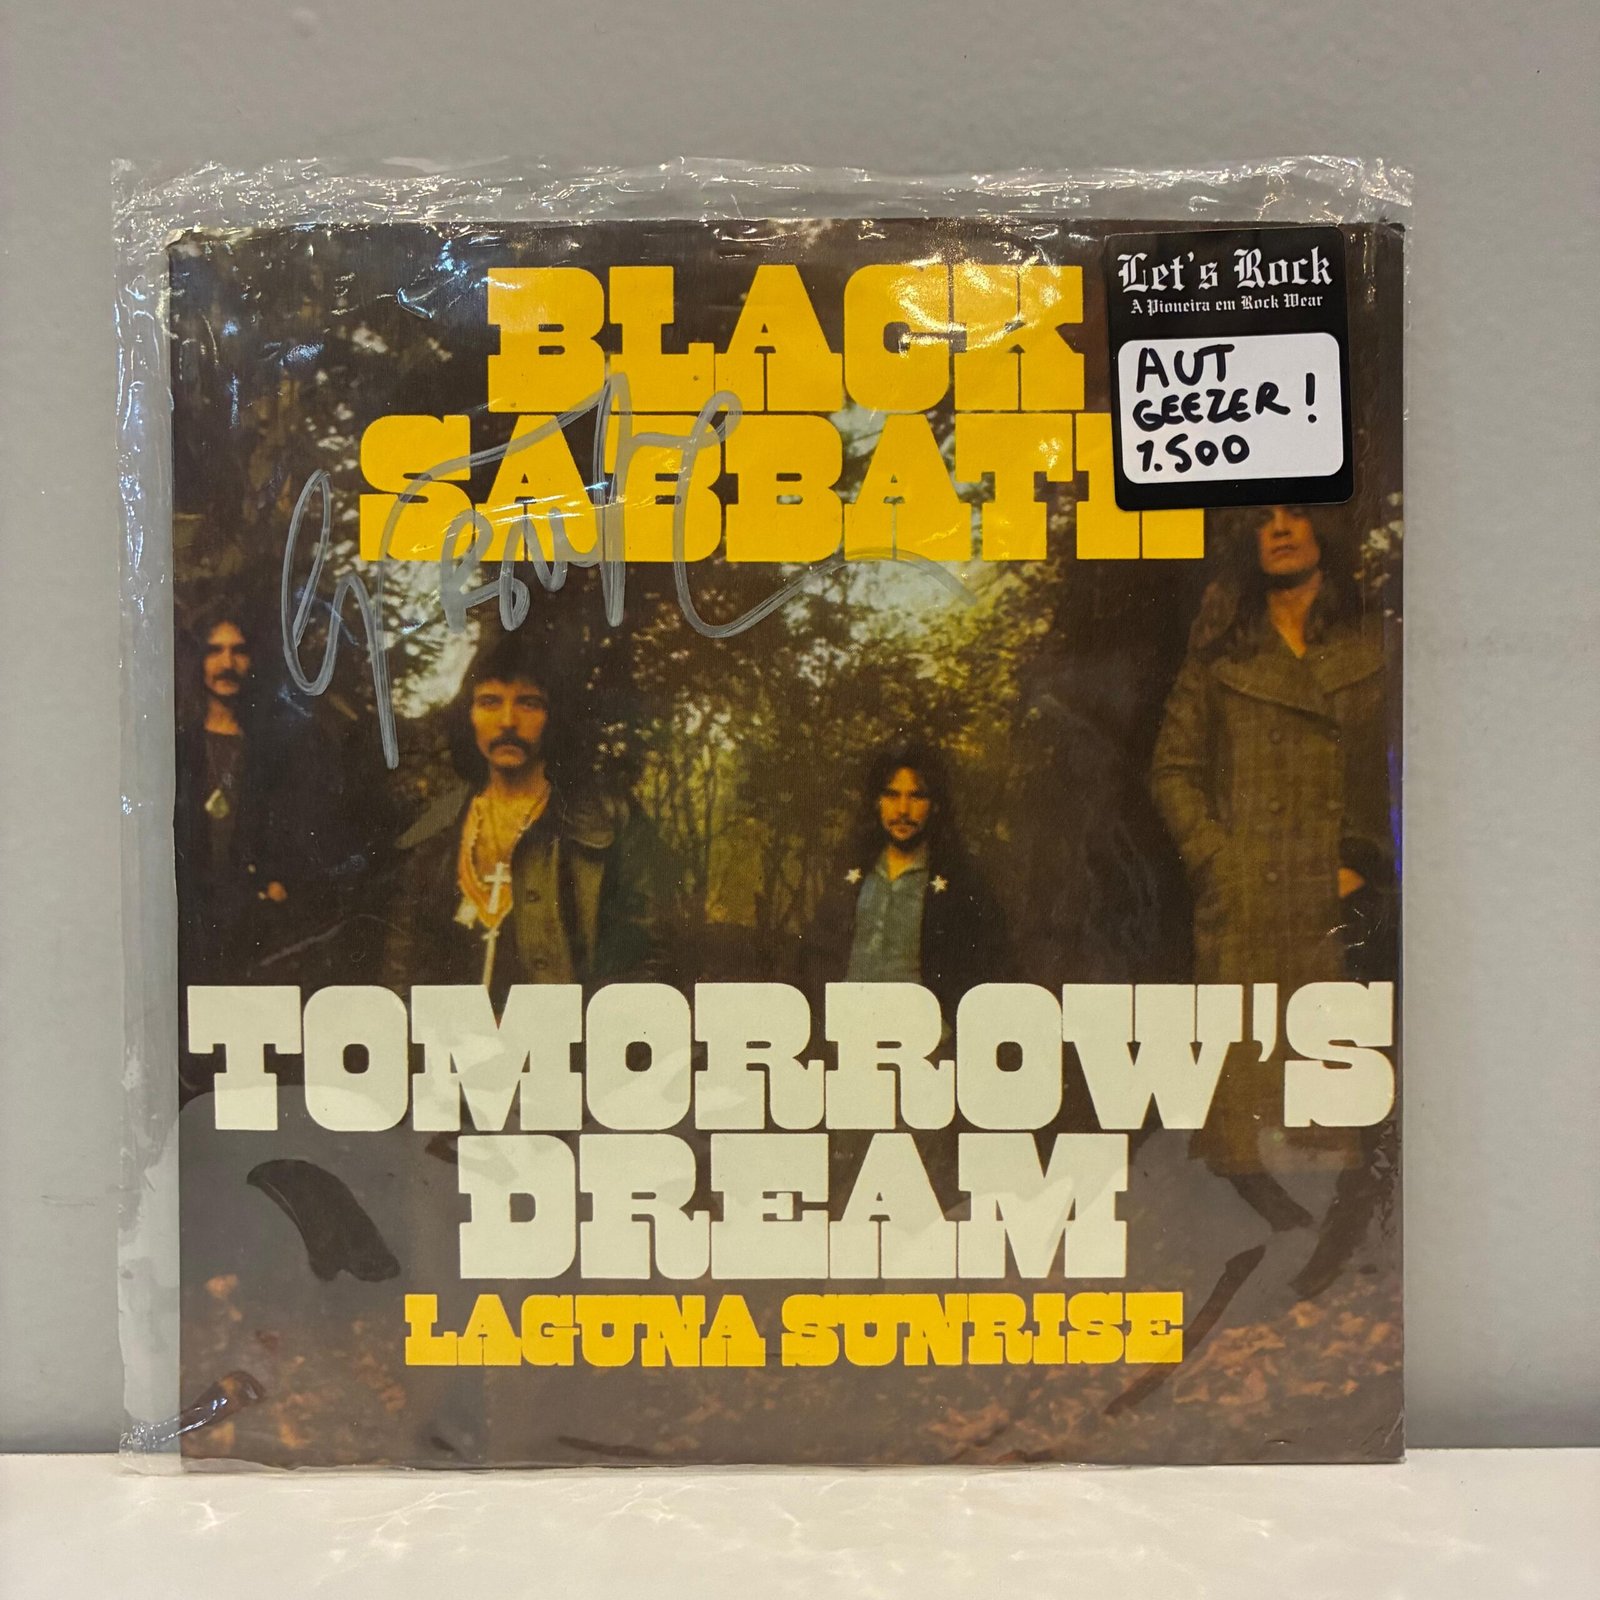 BLACK
SABBATH
Let's Rock
A Pioneira em Rock Wear
AUT
GEEZER!
1.500
TOMORROW'S
DREAM
LAGUNA SUNRISE